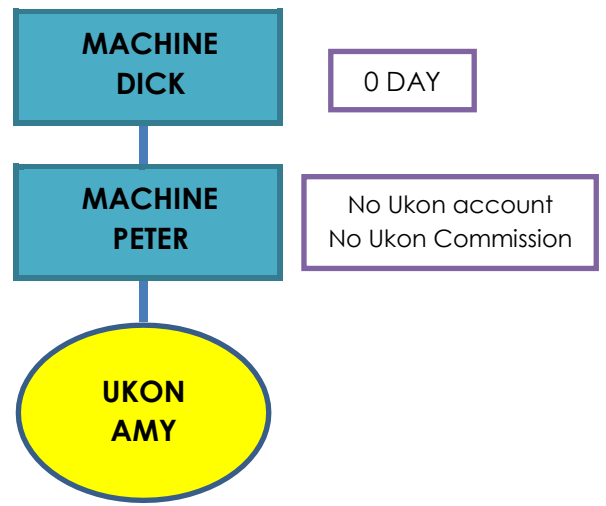 MACHINE
DICK
0 DAY
MACHINE
PETER
No Ukon account
No Ukon Commission
UKON
AMY